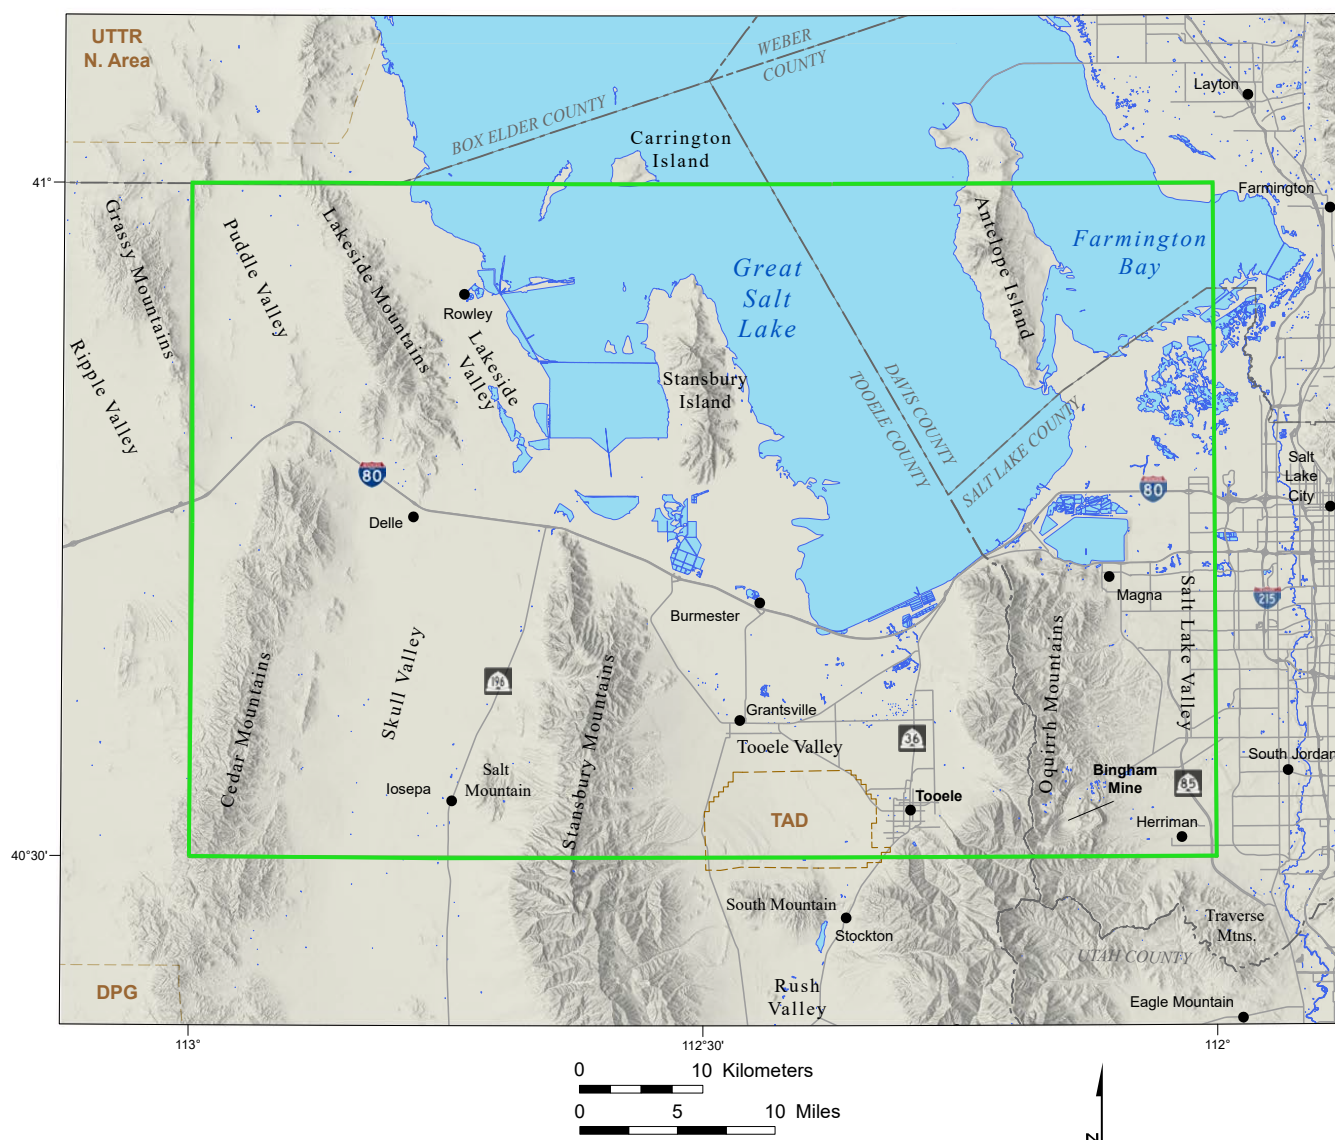 UTTR
N. Area
WEBER
COUNTY
BOX ELDER COUNTY
Layton
Carrington
Island
41°
Farmington
Grassy Mountains
Puddle Valley
Lakeside Mountains
Antelope Island
Farmington
Bay
Great
Salt
Lake
Rowley
Lakeside
Valley
Ripple Valley
Stansbury
Island
DAVIS COUNTY
TOOELE COUNTY
SALT LAKE COUNTY
Salt
Lake
City
80
80
Delle
Magna
215
Burmester
Salt Lake Valley
Oquirrh Mountains
Skull Valley
Cedar Mountains
Stansbury Mountains
196
Grantsville
36
Tooele Valley
South Jordan
Salt
Mountain
Iosepa
Bingham
Mine
85
Tooele
TAD
Herriman
40°30'
South Mountain
Stockton
Traverse
Mtns.
UTAH COUNTY
DPG
Rush
Valley
Eagle Mountain
113°
112°30'
112°
0
10 Kilometers
0
5
10 Miles
N